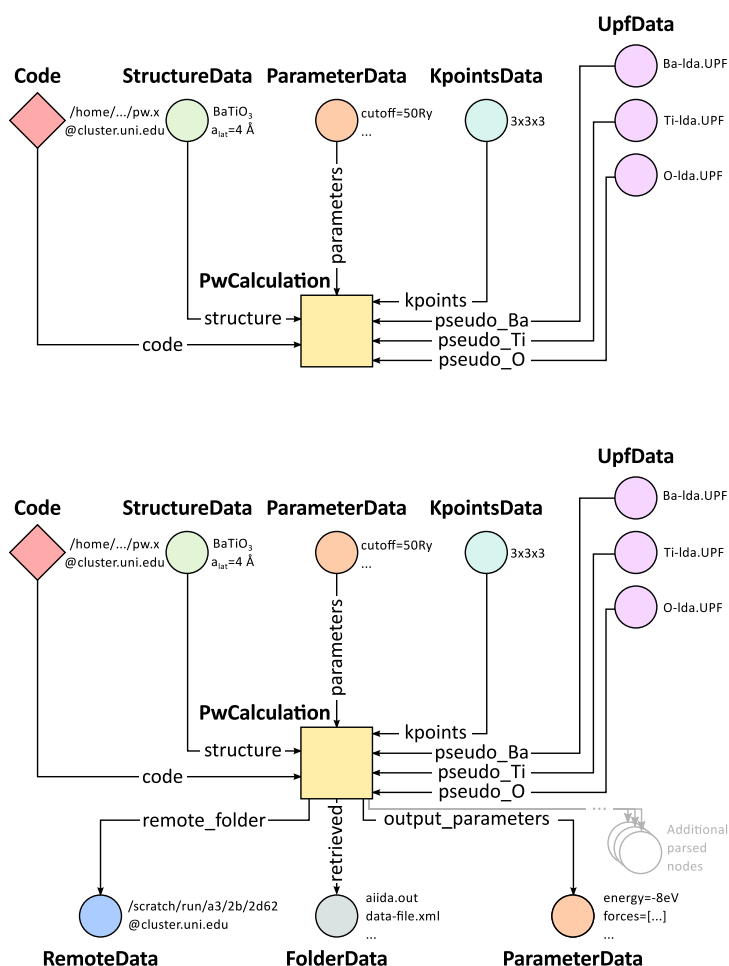 UpfData
Code
StructureData
ParameterData
KpointsData
Ba-lda.UPF
/home/.../pw.x
@cluster.uni.edu
BaTiO₃
aₗₐₜ=4 Å
cutoff=50Ry
...
3x3x3
Ti-lda.UPF
O-lda.UPF
parameters
PwCalculation
kpoints
structure
pseudo_Ba
code
pseudo_Ti
pseudo_O
UpfData
Code
StructureData
ParameterData
KpointsData
Ba-lda.UPF
/home/.../pw.x
@cluster.uni.edu
BaTiO₃
aₗₐₜ=4 Å
cutoff=50Ry
...
3x3x3
Ti-lda.UPF
O-lda.UPF
parameters
PwCalculation
kpoints
structure
pseudo_Ba
code
pseudo_Ti
pseudo_O
...
remote_folder
retrieved
output_parameters
Additional
parsed
nodes
/scratch/run/a3/2b/2d62
@cluster.uni.edu
aiida.out
data-file.xml
...
energy=-8eV
forces=[...]
...
RemoteData
FolderData
ParameterData